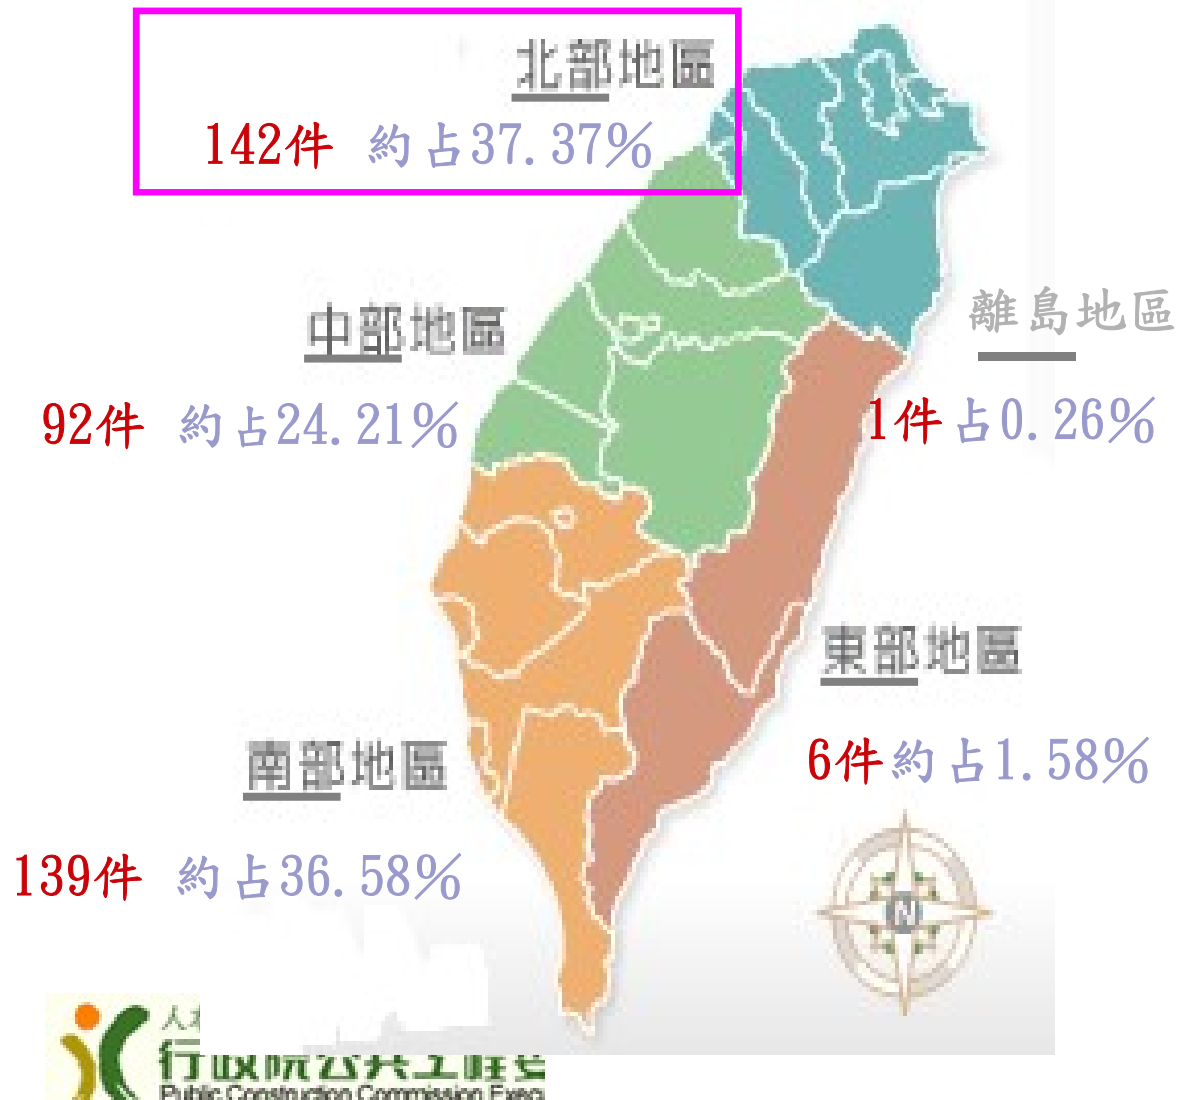 北部地區
142件 約占37.37%
離島地區
中部地區
92件 約占24.21%
1件占0.26%
東部地區
南部地區
6件約占1.58%
139件 約占36.58%
N
行政院公共工程
Public Construction Commission